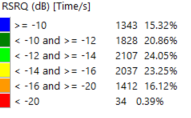 RSRQ (dB) [Time/s]
>= -10 1343 15.32%
< -10 and >= -12 1828 20.86%
< -12 and >= -14 2107 24.05%
< -14 and >= -16 2037 23.25%
< -16 and >= -20 1412 16.12%
< -20 34 0.39%